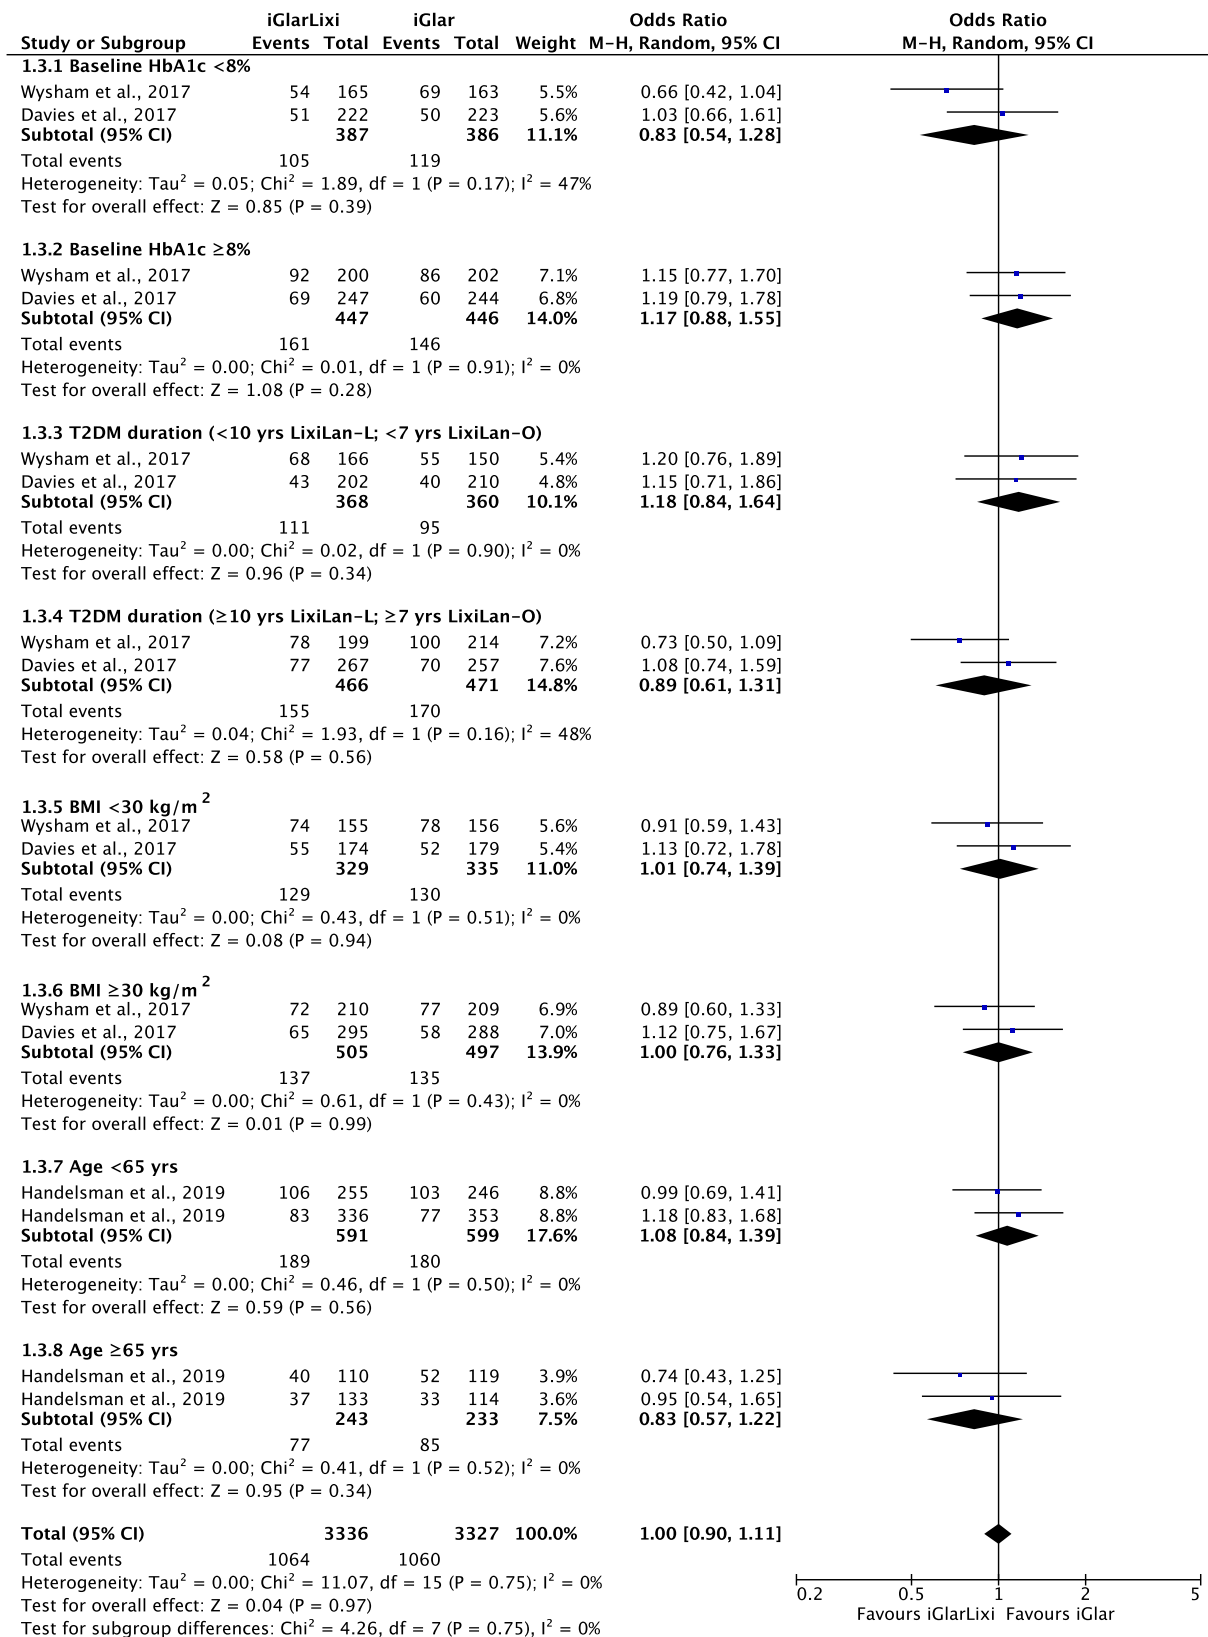 iGlarLixi iGlar Odds Ratio Odds Ratio
Study or Subgroup Events Total Events Total Weight M-H, Random, 95% CI M-H, Random, 95% CI
1.3.1 Baseline HbA1c <8%
Wysham et al., 2017 54 165 69 163 5.5% 0.66 [0.42, 1.04]
Davies et al., 2017 51 222 50 223 5.6% 1.03 [0.66, 1.61]
Subtotal (95% CI) 387 386 11.1% 0.83 [0.54, 1.28]
Total events 105 119
Heterogeneity: Tau² = 0.05; Chi² = 1.89, df = 1 (P = 0.17); I² = 47%
Test for overall effect: Z = 0.85 (P = 0.39)
1.3.2 Baseline HbA1c ≥8%
Wysham et al., 2017 92 200 86 202 7.1% 1.15 [0.77, 1.70]
Davies et al., 2017 69 247 60 244 6.8% 1.19 [0.79, 1.78]
Subtotal (95% CI) 447 446 14.0% 1.17 [0.88, 1.55]
Total events 161 146
Heterogeneity: Tau² = 0.00; Chi² = 0.01, df = 1 (P = 0.91); I² = 0%
Test for overall effect: Z = 1.08 (P = 0.28)
1.3.3 T2DM duration (<10 yrs LixiLan-L; <7 yrs LixiLan-O)
Wysham et al., 2017 68 166 55 150 5.4% 1.20 [0.76, 1.89]
Davies et al., 2017 43 202 40 210 4.8% 1.15 [0.71, 1.86]
Subtotal (95% CI) 368 360 10.1% 1.18 [0.84, 1.64]
Total events 111 95
Heterogeneity: Tau² = 0.00; Chi² = 0.02, df = 1 (P = 0.90); I² = 0%
Test for overall effect: Z = 0.96 (P = 0.34)
1.3.4 T2DM duration (≥10 yrs LixiLan-L; ≥7 yrs LixiLan-O)
Wysham et al., 2017 78 199 100 214 7.2% 0.73 [0.50, 1.09]
Davies et al., 2017 77 267 70 257 7.6% 1.08 [0.74, 1.59]
Subtotal (95% CI) 466 471 14.8% 0.89 [0.61, 1.31]
Total events 155 170
Heterogeneity: Tau² = 0.04; Chi² = 1.93, df = 1 (P = 0.16); I² = 48%
Test for overall effect: Z = 0.58 (P = 0.56)
1.3.5 BMI <30 kg/m²
Wysham et al., 2017 74 155 78 156 5.6% 0.91 [0.59, 1.43]
Davies et al., 2017 55 174 52 179 5.4% 1.13 [0.72, 1.78]
Subtotal (95% CI) 329 335 11.0% 1.01 [0.74, 1.39]
Total events 129 130
Heterogeneity: Tau² = 0.00; Chi² = 0.43, df = 1 (P = 0.51); I² = 0%
Test for overall effect: Z = 0.08 (P = 0.94)
1.3.6 BMI ≥30 kg/m²
Wysham et al., 2017 72 210 77 209 6.9% 0.89 [0.60, 1.33]
Davies et al., 2017 65 295 58 288 7.0% 1.12 [0.75, 1.67]
Subtotal (95% CI) 505 497 13.9% 1.00 [0.76, 1.33]
Total events 137 135
Heterogeneity: Tau² = 0.00; Chi² = 0.61, df = 1 (P = 0.43); I² = 0%
Test for overall effect: Z = 0.01 (P = 0.99)
1.3.7 Age <65 yrs
Handelsman et al., 2019 106 255 103 246 8.8% 0.99 [0.69, 1.41]
Handelsman et al., 2019 83 336 77 353 8.8% 1.18 [0.83, 1.68]
Subtotal (95% CI) 591 599 17.6% 1.08 [0.84, 1.39]
Total events 189 180
Heterogeneity: Tau² = 0.00; Chi² = 0.46, df = 1 (P = 0.50); I² = 0%
Test for overall effect: Z = 0.59 (P = 0.56)
1.3.8 Age ≥65 yrs
Handelsman et al., 2019 40 110 52 119 3.9% 0.74 [0.43, 1.25]
Handelsman et al., 2019 37 133 33 114 3.6% 0.95 [0.54, 1.65]
Subtotal (95% CI) 243 233 7.5% 0.83 [0.57, 1.22]
Total events 77 85
Heterogeneity: Tau² = 0.00; Chi² = 0.41, df = 1 (P = 0.52); I² = 0%
Test for overall effect: Z = 0.95 (P = 0.34)
Total (95% CI) 3336 3327 100.0% 1.00 [0.90, 1.11]
Total events 1064 1060
Heterogeneity: Tau² = 0.00; Chi² = 11.07, df = 15 (P = 0.75); I² = 0%
Test for overall effect: Z = 0.04 (P = 0.97)
Test for subgroup differences: Chi² = 4.26, df = 7 (P = 0.75), I² = 0%
0.2 0.5 1 2 5
Favours iGlarLixi Favours iGlar